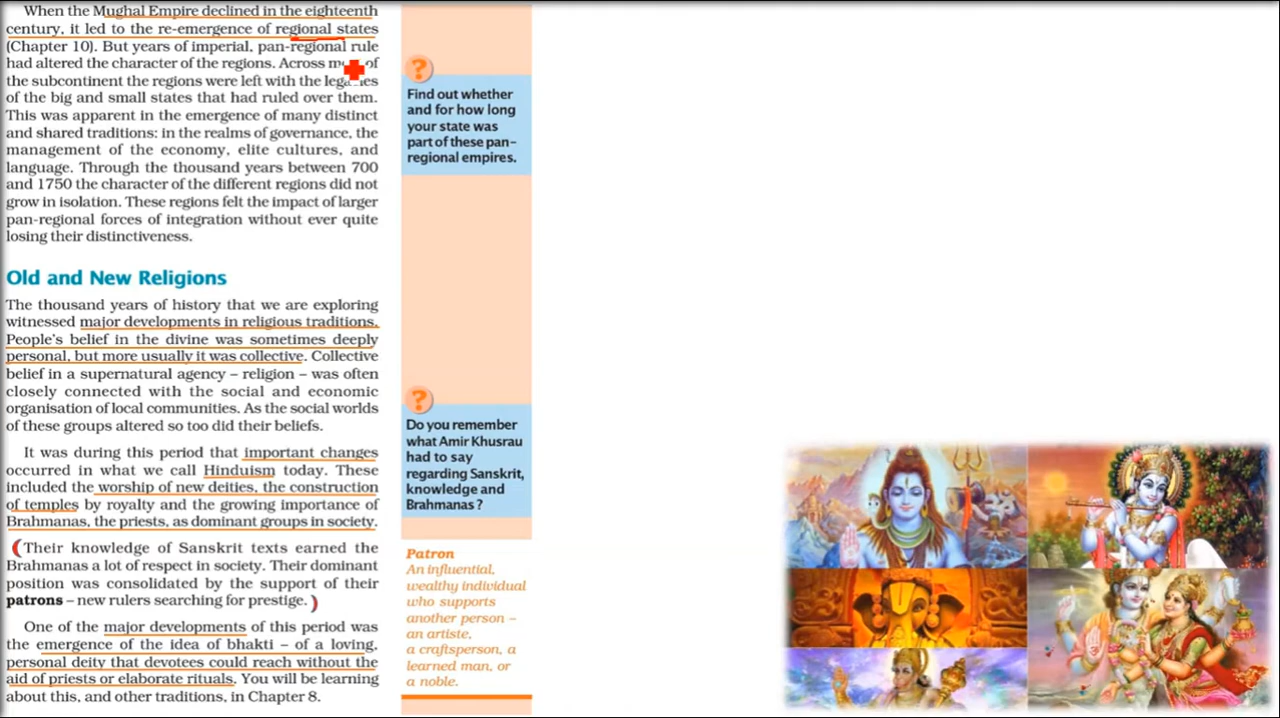 When the Mughal Empire declined in the eighteenth
century, it led to the re-emergence of regional states
(Chapter 10). But years of imperial, pan-regional rule
had altered the character of the regions. Across of
the subcontinent the regions were left with the
of the big and small states that had ruled over them.
This was apparent in the emergence of many distinct
and shared traditions: in the realms of governance, the
management of the economy, elite cultures, and
language. Through the thousand years between 700
and 1750 the character of the different regions did not
grow in isolation. These regions felt the impact of larger
pan-regional forces of integration without ever quite
losing their distinctiveness.
Old and New Religions
The thousand years of history that we are exploring
witnessed major developments in religious traditions.
People's belief in the divine was sometimes deeply
personal, but more usually it was collective. Collective
belief in a supernatural agency – religion – was often
closely connected with the social and economic
organisation of local communities. As the social worlds
of these groups altered so too did their beliefs.
It was during this period that important changes
occurred in what we call Hinduism today. These
included the worship of new deities, the construction
of temples by royalty and the growing importance of
Brahmanas, the priests, as dominant groups in society.
(Their knowledge of Sanskrit texts earned the
Brahmanas a lot of respect in society. Their dominant
position was consolidated by the support of their
patrons – new rulers searching for prestige.)
One of the major developments of this period was
the emergence of the idea of bhakti – of a loving,
personal deity that devotees could reach without the
aid of priests or elaborate rituals. You will be learning
about this, and other traditions, in Chapter 8.
?
Find out whether
and for how long
your state was
part of these pan-
regional empires.
?
Do you remember
what Amir Khusrau
had to say
regarding Sanskrit,
knowledge and
Brahmanas ?
Patron
An influential,
wealthy individual
who supports
another person –
an artiste,
a craftsperson, a
learned man, or
a noble.